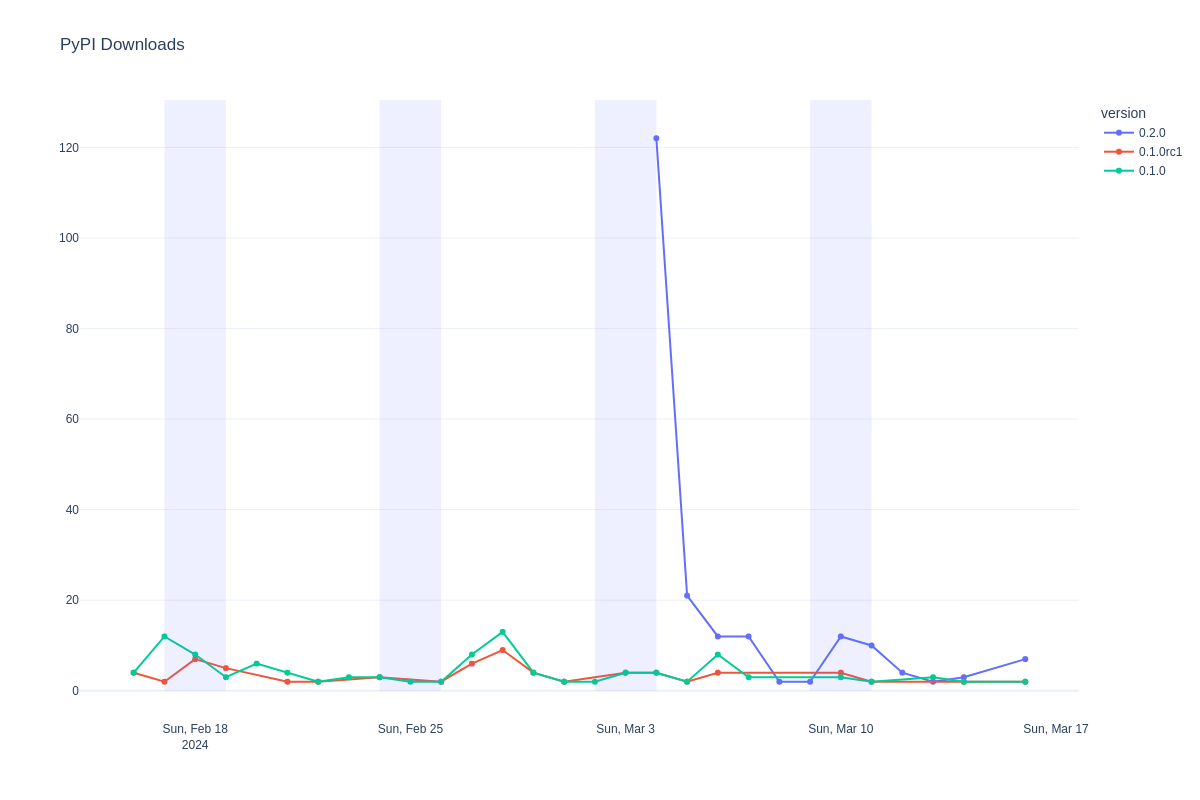 PyPI Downloads
version
0.2.0
0.1.0rc1
0.1.0
120
100
80
60
40
20
0
Sun, Feb 18
2024
Sun, Feb 25
Sun, Mar 3
Sun, Mar 10
Sun, Mar 17